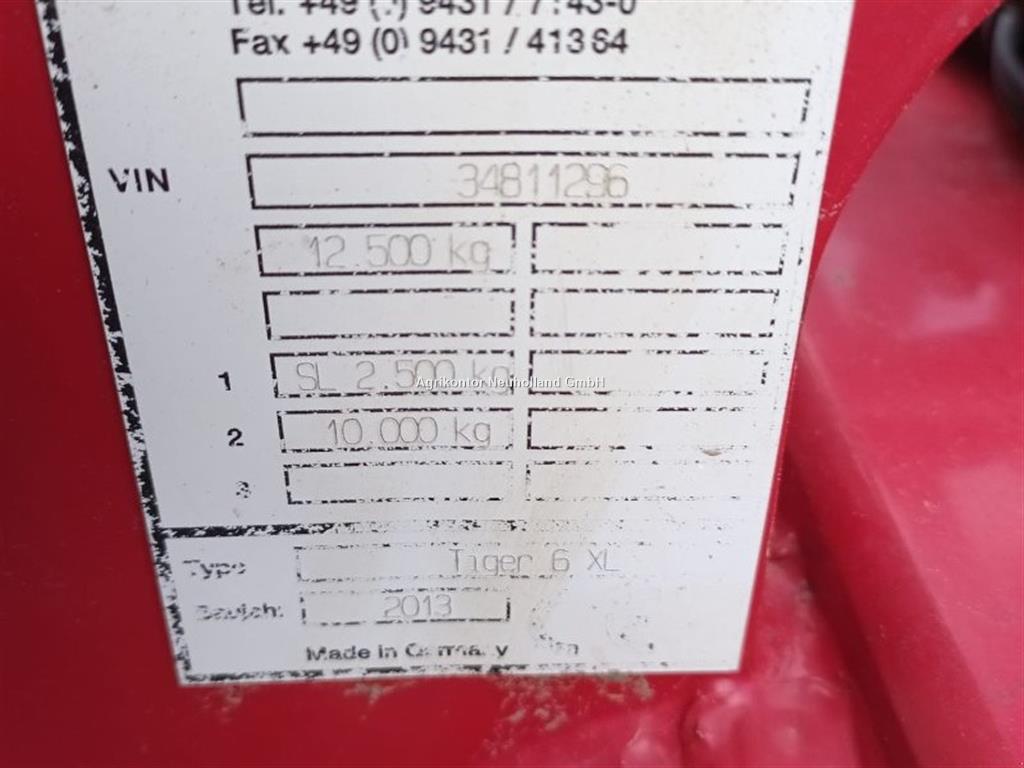 Fax +49 (0) 9431 / 41364
VIN 34811296
12.500 kg
1 SL 2.500 kg
Agrikontor Neuholland GmbH
2 10.000 kg
3
Type Tiger 6 XL
Baujahr 2013
Made in Germany